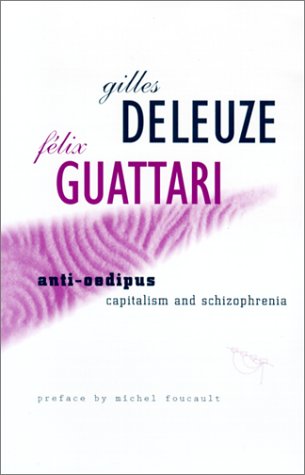 gilles
DELEUZE
félix
GUATTARI
anti-oedipus
capitalism and schizophrenia
preface by michel foucault